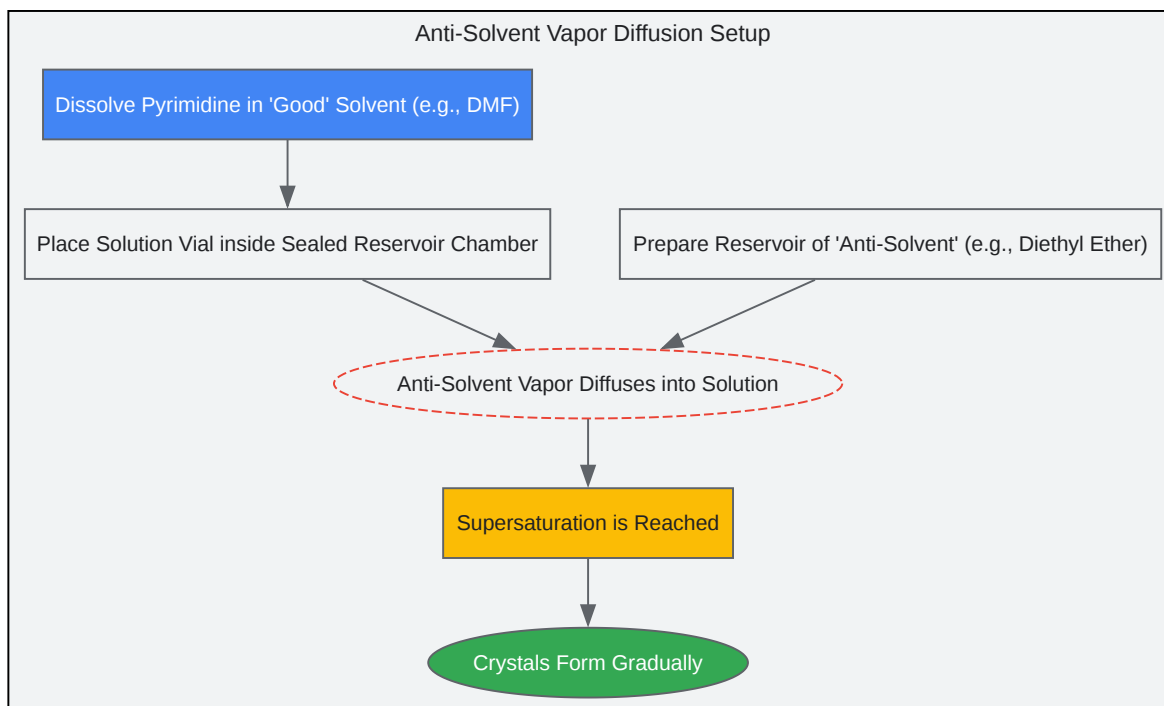 Anti-Solvent Vapor Diffusion Setup
Dissolve Pyrimidine in 'Good' Solvent (e.g., DMF)
Place Solution Vial inside Sealed Reservoir Chamber
Prepare Reservoir of 'Anti-Solvent' (e.g., Diethyl Ether)
Anti-Solvent Vapor Diffuses into Solution
Supersaturation is Reached
Crystals Form Gradually